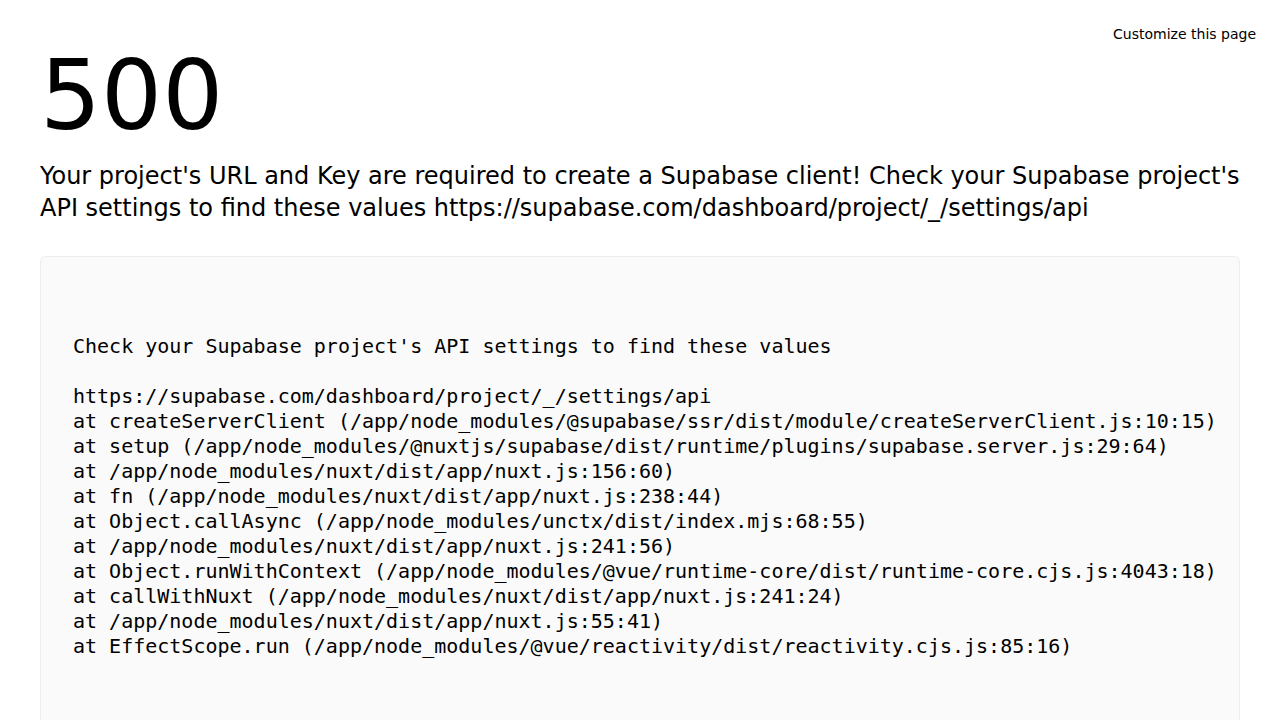 Customize this page
500
Your project's URL and Key are required to create a Supabase client! Check your Supabase project's
API settings to find these values https://supabase.com/dashboard/project/_/settings/api
Check your Supabase project's API settings to find these values
https://supabase.com/dashboard/project/_/settings/api
at createServerClient (/app/node_modules/@supabase/ssr/dist/module/createServerClient.js:10:15)
at setup (/app/node_modules/@nuxtjs/supabase/dist/runtime/plugins/supabase.server.js:29:64)
at /app/node_modules/nuxt/dist/app/nuxt.js:156:60)
at fn (/app/node_modules/nuxt/dist/app/nuxt.js:238:44)
at Object.callAsync (/app/node_modules/unctx/dist/index.mjs:68:55)
at /app/node_modules/nuxt/dist/app/nuxt.js:241:56)
at Object.runWithContext (/app/node_modules/@vue/runtime-core/dist/runtime-core.cjs.js:4043:18)
at callWithNuxt (/app/node_modules/nuxt/dist/app/nuxt.js:241:24)
at /app/node_modules/nuxt/dist/app/nuxt.js:55:41)
at EffectScope.run (/app/node_modules/@vue/reactivity/dist/reactivity.cjs.js:85:16)